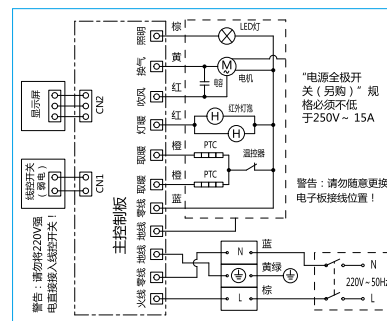 棕
LED灯
照明
黄
换气
M
电机
电容
红
吹风
红
红外灯泡
H
H
灯暖
橙
PTC
温控器
取暖
橙
PTC
取暖
蓝
零线
地线
地线
零线
火线
主控制板
显示屏
CN2
线控开关
（弱电）
CN1
警告：请勿将220V强
电直接接入线控开关！
“电源全极开
关（另购）”规
格必须不低
于250V～ 15A
警告：请勿随意更换
电子板接线位置！
N
蓝
N
黄绿
220V～50Hz
L
棕
L